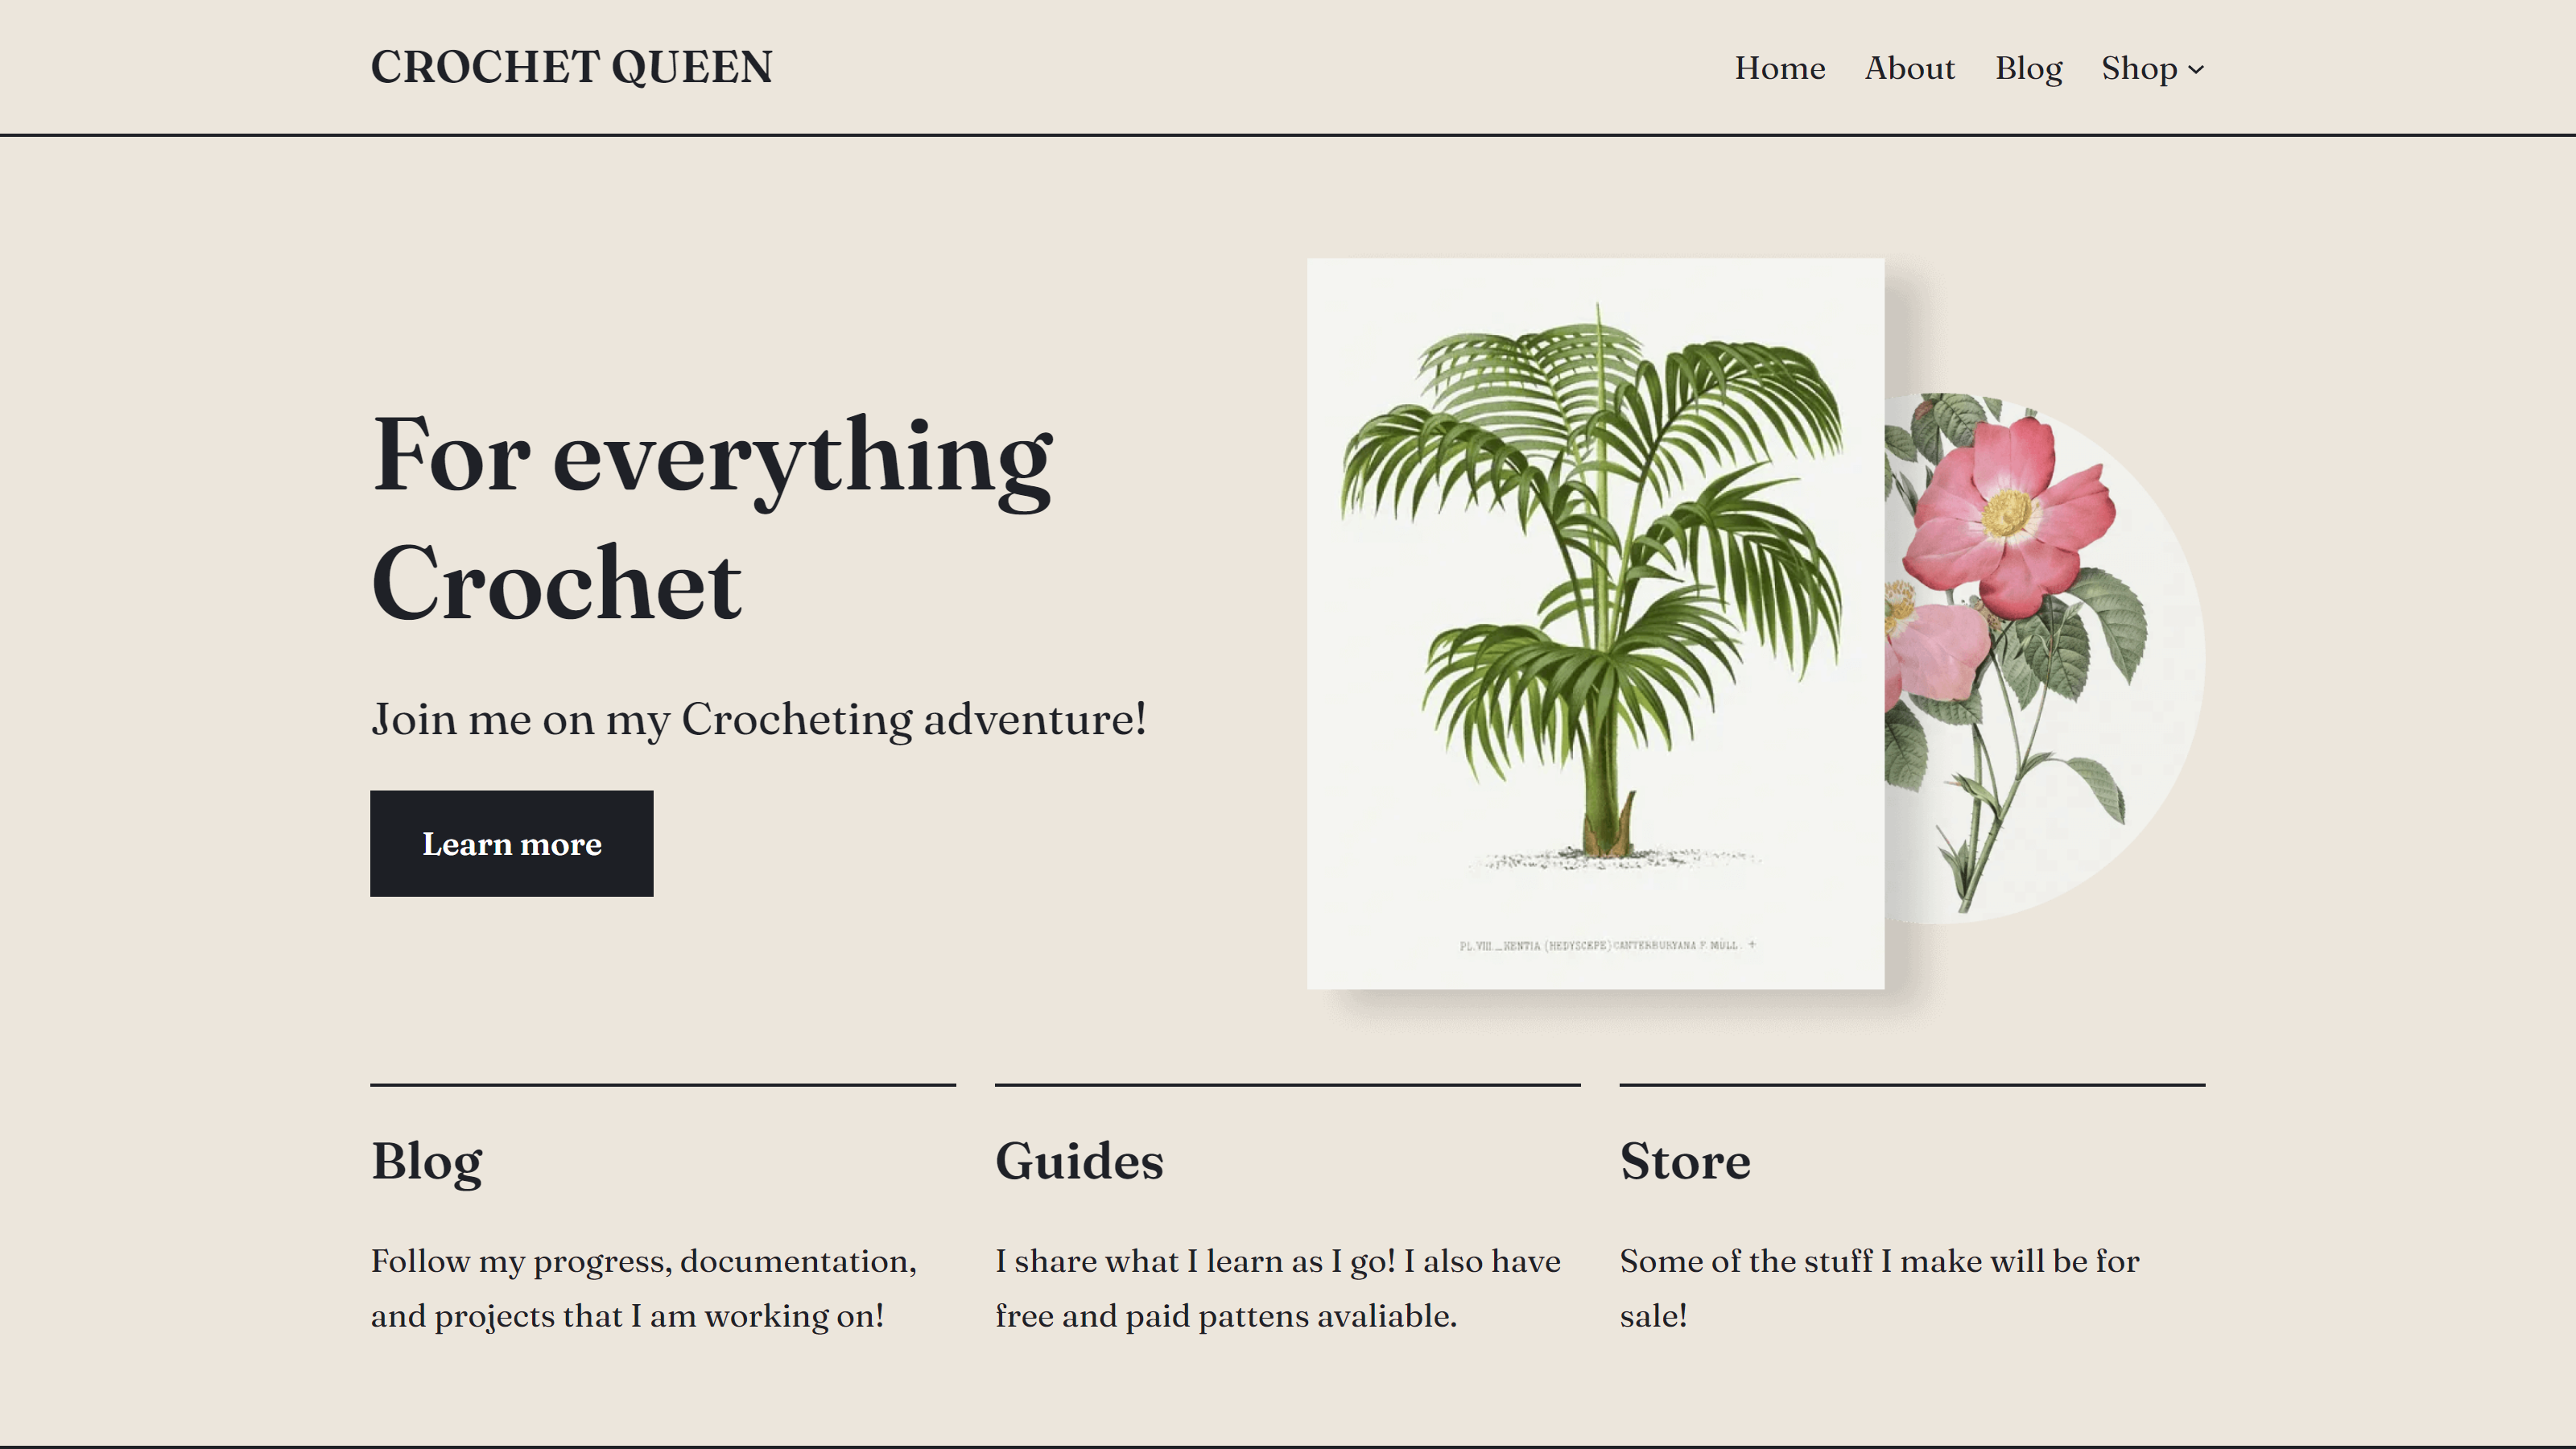 CROCHET QUEEN
Home About Blog Shop
For everything
Crochet
Join me on my Crocheting adventure!
Learn more
PL.VIII._KENTIA (HEDYSCEPE) CANTERBURYANA F. MÜLL. +
Blog
Follow my progress, documentation,
and projects that I am working on!
Guides
I share what I learn as I go! I also have
free and paid pattens avaliable.
Store
Some of the stuff I make will be for
sale!